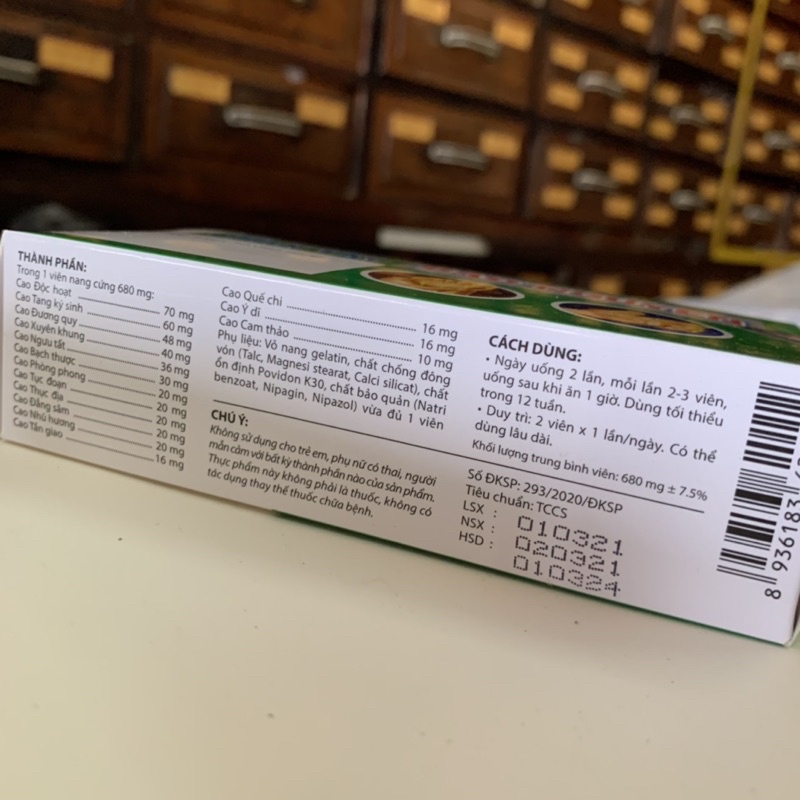 THÀNH PHẦN:
Trong 1 viên nang cứng 680 mg:
Cao Độc hoạt 70 mg
Cao Tang ký sinh 60 mg
Cao Đương quy 48 mg
Cao Xuyên khung 40 mg
Cao Ngưu tất 36 mg
Cao Bạch thược 30 mg
Cao Phòng phong 20 mg
Cao Tục đoạn 20 mg
Cao Thục địa 20 mg
Cao Đẳng sâm 20 mg
Cao Nhũ hương 20 mg
Cao Tần giao 16 mg
Cao Quế chi 16 mg
Cao Ý dĩ 16 mg
Cao Cam thảo 10 mg
Phụ liệu: Vỏ nang gelatin, chất chống đông
vón (Talc, Magnesi stearat, Calci silicat), chất
ổn định Povidon K30, chất bảo quản (Natri
benzoat, Nipagin, Nipazol) vừa đủ 1 viên
CHÚ Ý:
Không sử dụng cho trẻ em, phụ nữ có thai, người
mẫn cảm với bất kỳ thành phần nào của sản phẩm.
Thực phẩm này không phải là thuốc, không có
tác dụng thay thế thuốc chữa bệnh.
CÁCH DÙNG:
• Ngày uống 2 lần, mỗi lần 2-3 viên,
uống sau khi ăn 1 giờ. Dùng tối thiểu
trong 12 tuần.
• Duy trì: 2 viên x 1 lần/ngày. Có thể
dùng lâu dài.
Khối lượng trung bình viên: 680 mg ± 7.5%
Số ĐKSP: 293/2020/ĐKSP
Tiêu chuẩn: TCCS
LSX : 010321
NSX : 020321
HSD : 010324
8 936183